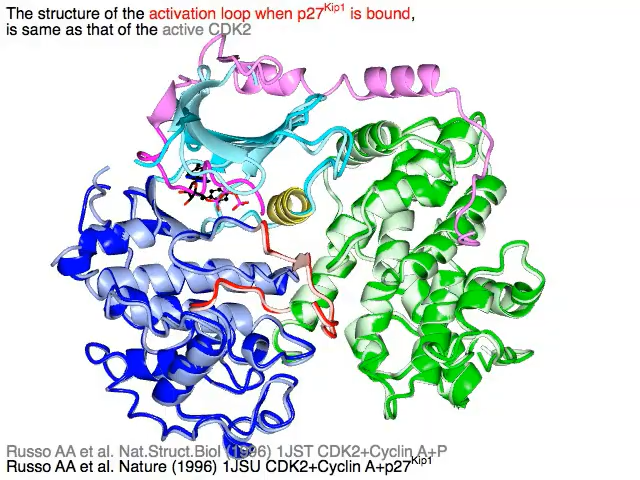 The structure of the activation loop when p27Kip1 is bound,
is same as that of the active CDK2
Russo AA et al. Nat.Struct.Biol (1996) 1JST CDK2+Cyclin A+P
Russo AA et al. Nature (1996) 1JSU CDK2+Cyclin A+p27Kip1